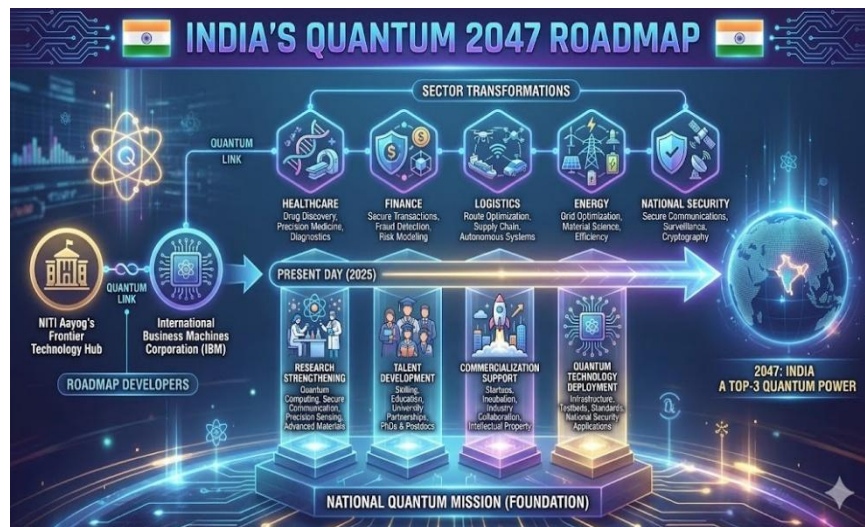 INDIA'S QUANTUM 2047 ROADMAP
SECTOR TRANSFORMATIONS
QUANTUM
LINK
HEALTHCARE
Drug Discovery,
Precision Medicine,
Diagnostics
FINANCE
Secure Transactions,
Fraud Detection,
Risk Modeling
LOGISTICS
Route Optimization,
Supply Chain,
Autonomous Systems
ENERGY
Grid Optimization,
Material Science,
Efficiency
NATIONAL SECURITY
Secure Communications,
Surveillance,
Cryptography
Q
PRESENT DAY (2025)
QUANTUM
LINK
NITI Aayog's
Frontier
Technology Hub
International
Business Machines
Corporation (IBM)
ROADMAP DEVELOPERS
RESEARCH
STRENGTHENING
Quantum
Computing, Secure
Communication,
Precision Sensing,
Advanced Materials
TALENT
DEVELOPMENT
Skilling,
Education,
University
Partnerships,
PhDs & Postdocs
COMMERCIALIZATION
SUPPORT
Startups,
Incubation,
Industry
Collaboration,
Intellectual Property
QUANTUM
TECHNOLOGY
DEPLOYMENT
Infrastructure,
Testbeds, Standards,
National Security
Applications
2047: INDIA
A TOP-3 QUANTUM POWER
NATIONAL QUANTUM MISSION (FOUNDATION)